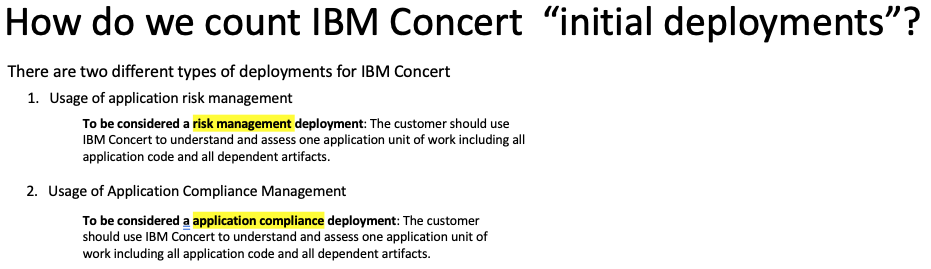 How do we count IBM Concert “initial deployments”?
There are two different types of deployments for IBM Concert
1. Usage of application risk management
To be considered a risk management deployment: The customer should use
IBM Concert to understand and assess one application unit of work including all
application code and all dependent artifacts.
2. Usage of Application Compliance Management
To be considered a application compliance deployment: The customer
should use IBM Concert to understand and assess one application unit of
work including all application code and all dependent artifacts.